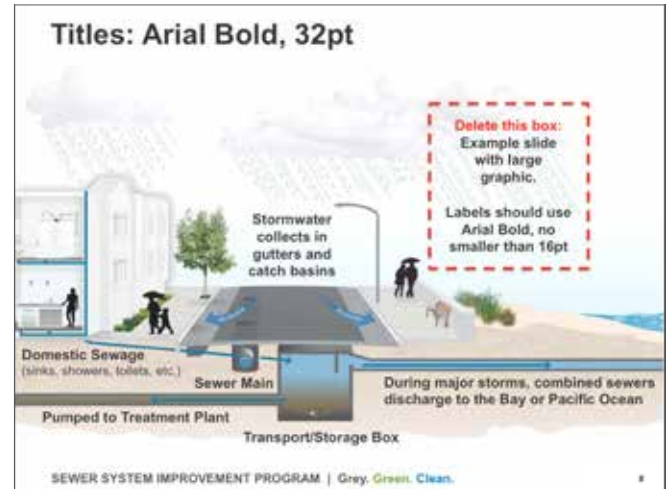 Titles: Arial Bold, 32pt
Delete this box:
Example slide
with large
graphic.
Labels should use
Arial Bold, no
smaller than 16pt
Stormwater
collects in
gutters and
catch basins
Domestic Sewage
(sinks, showers, toilets, etc.)
Sewer Main
During major storms, combined sewers
discharge to the Bay or Pacific Ocean
Pumped to Treatment Plant
Transport/Storage Box
SEWER SYSTEM IMPROVEMENT PROGRAM | Grey. Green. Clean.
#